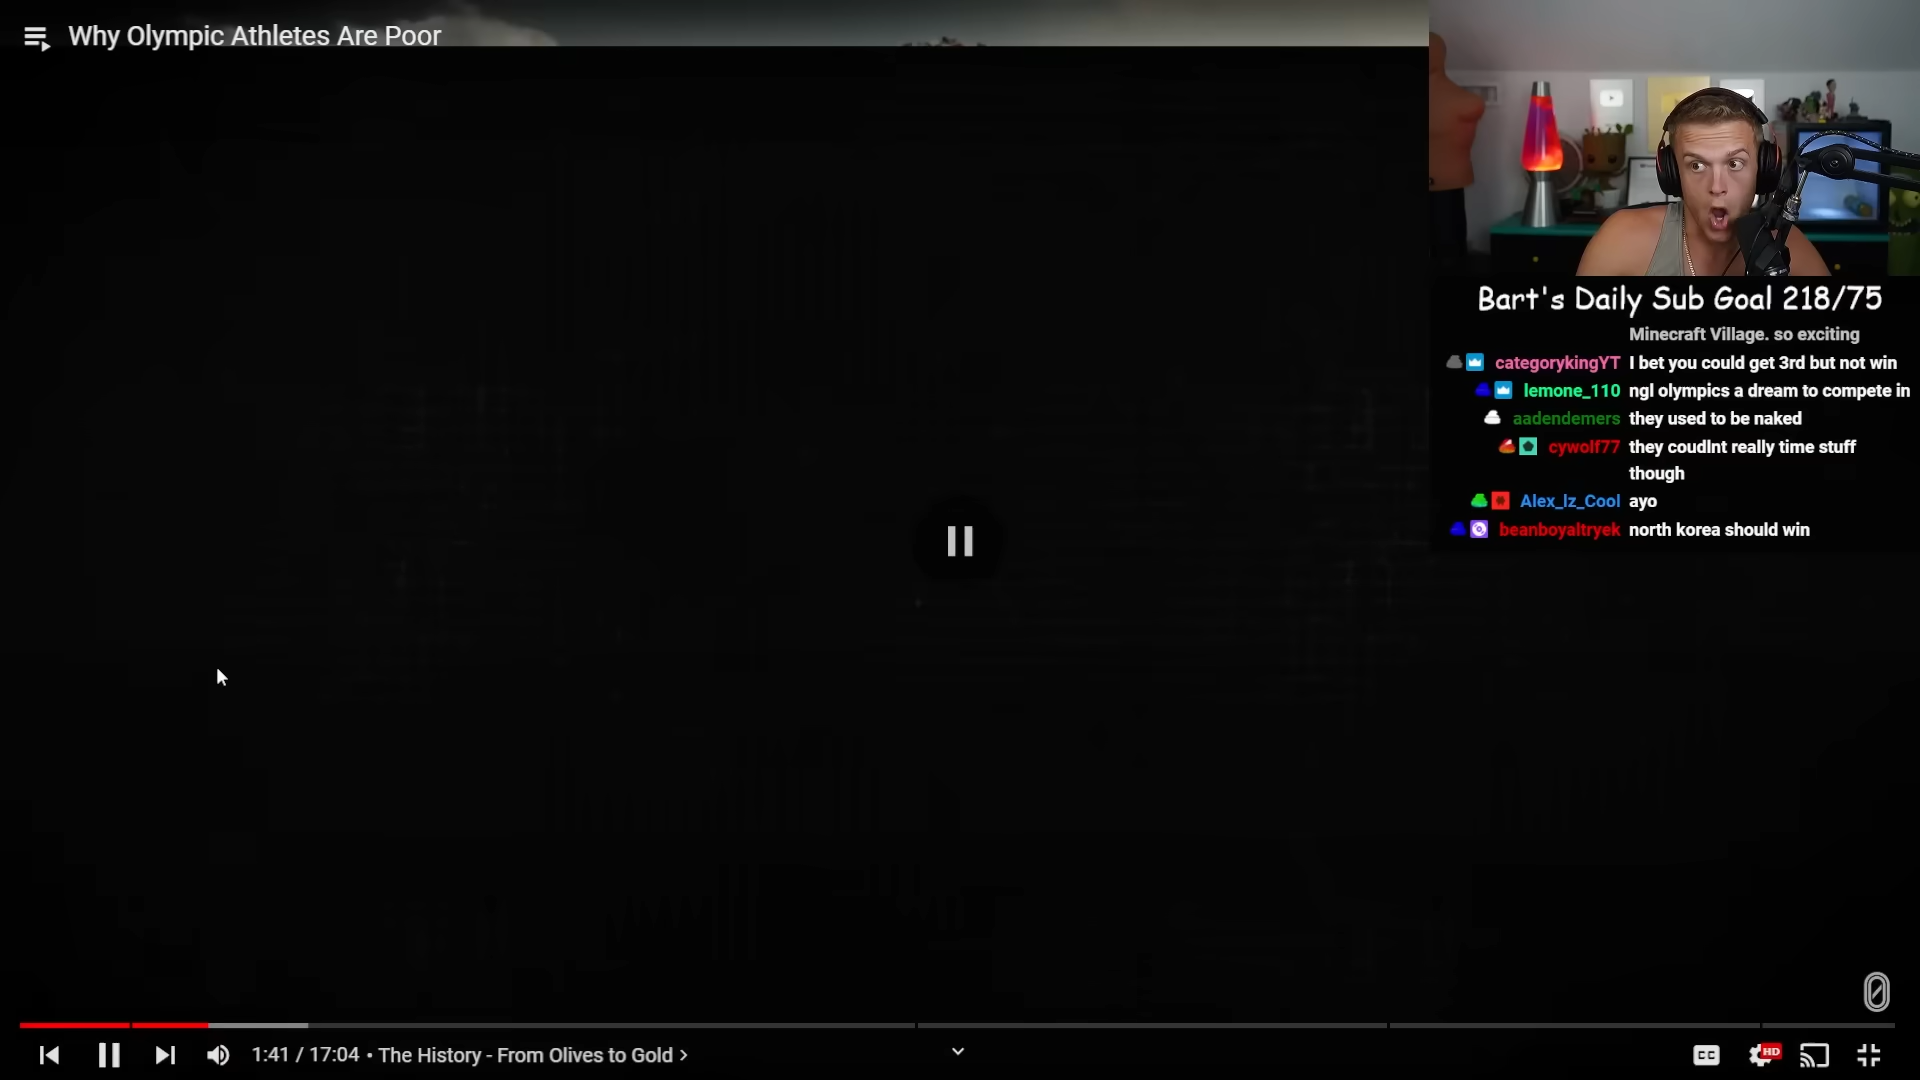 Why Olympic Athletes Are Poor
Bart's Daily Sub Goal 218/75
Minecraft Village. so exciting
categorykingYT I bet you could get 3rd but not win
lemone_110 ngl olympics a dream to compete in
aadendemers they used to be naked
cywolf77 they coudlnt really time stuff
though
Alex_Iz_Cool ayo
beanboyaltryek north korea should win
1:41 / 17:04 • The History - From Olives to Gold >
CC
HD